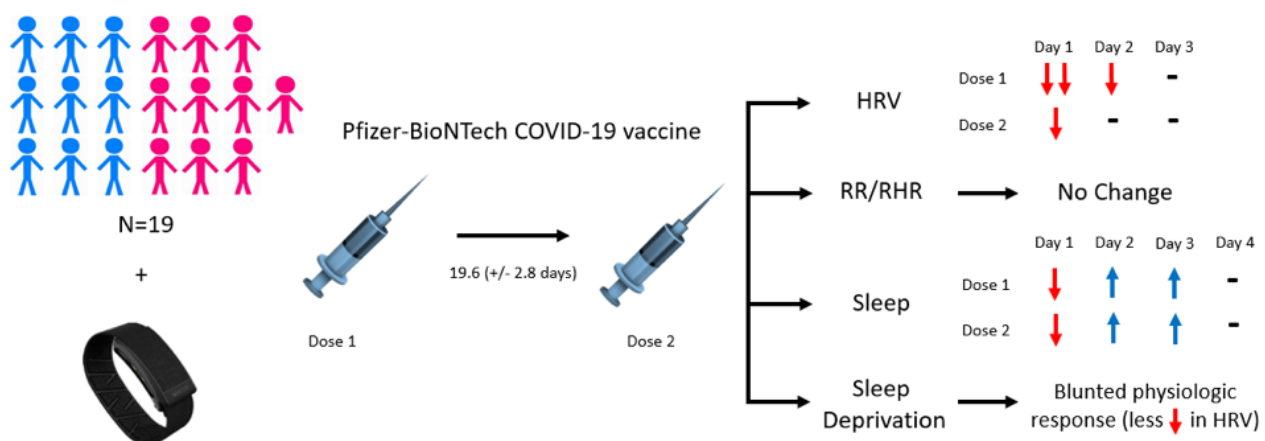 N=19
+
Pfizer-BioNTech COVID-19 vaccine
Dose 1
19.6 (+/- 2.8 days)
Dose 2
HRV
Day 1 Day 2 Day 3
Dose 1 -
Dose 2 - -
RR/RHR
No Change
Sleep
Day 1 Day 2 Day 3 Day 4
Dose 1 -
Dose 2 -
Sleep
Deprivation
Blunted physiologic
response (less in HRV)